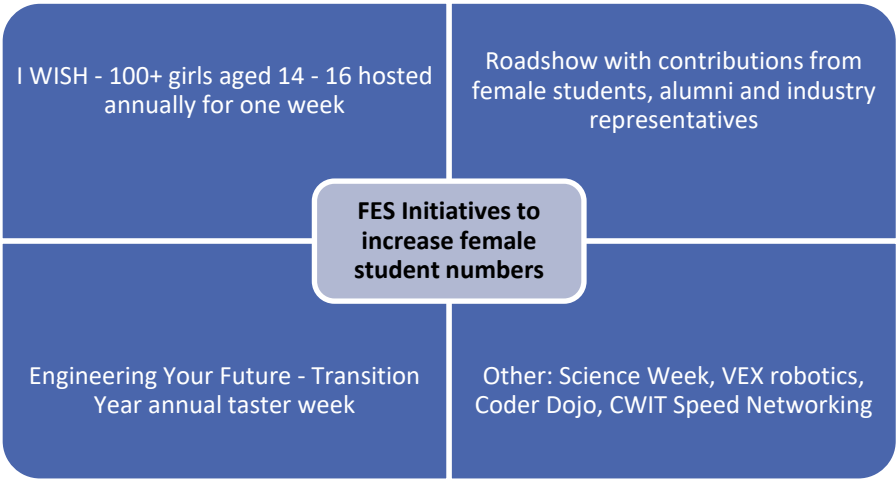 I WISH - 100+ girls aged 14 - 16 hosted
annually for one week
Roadshow with contributions from
female students, alumni and industry
representatives
FES Initiatives to
increase female
student numbers
Engineering Your Future - Transition
Year annual taster week
Other: Science Week, VEX robotics,
Coder Dojo, CWIT Speed Networking